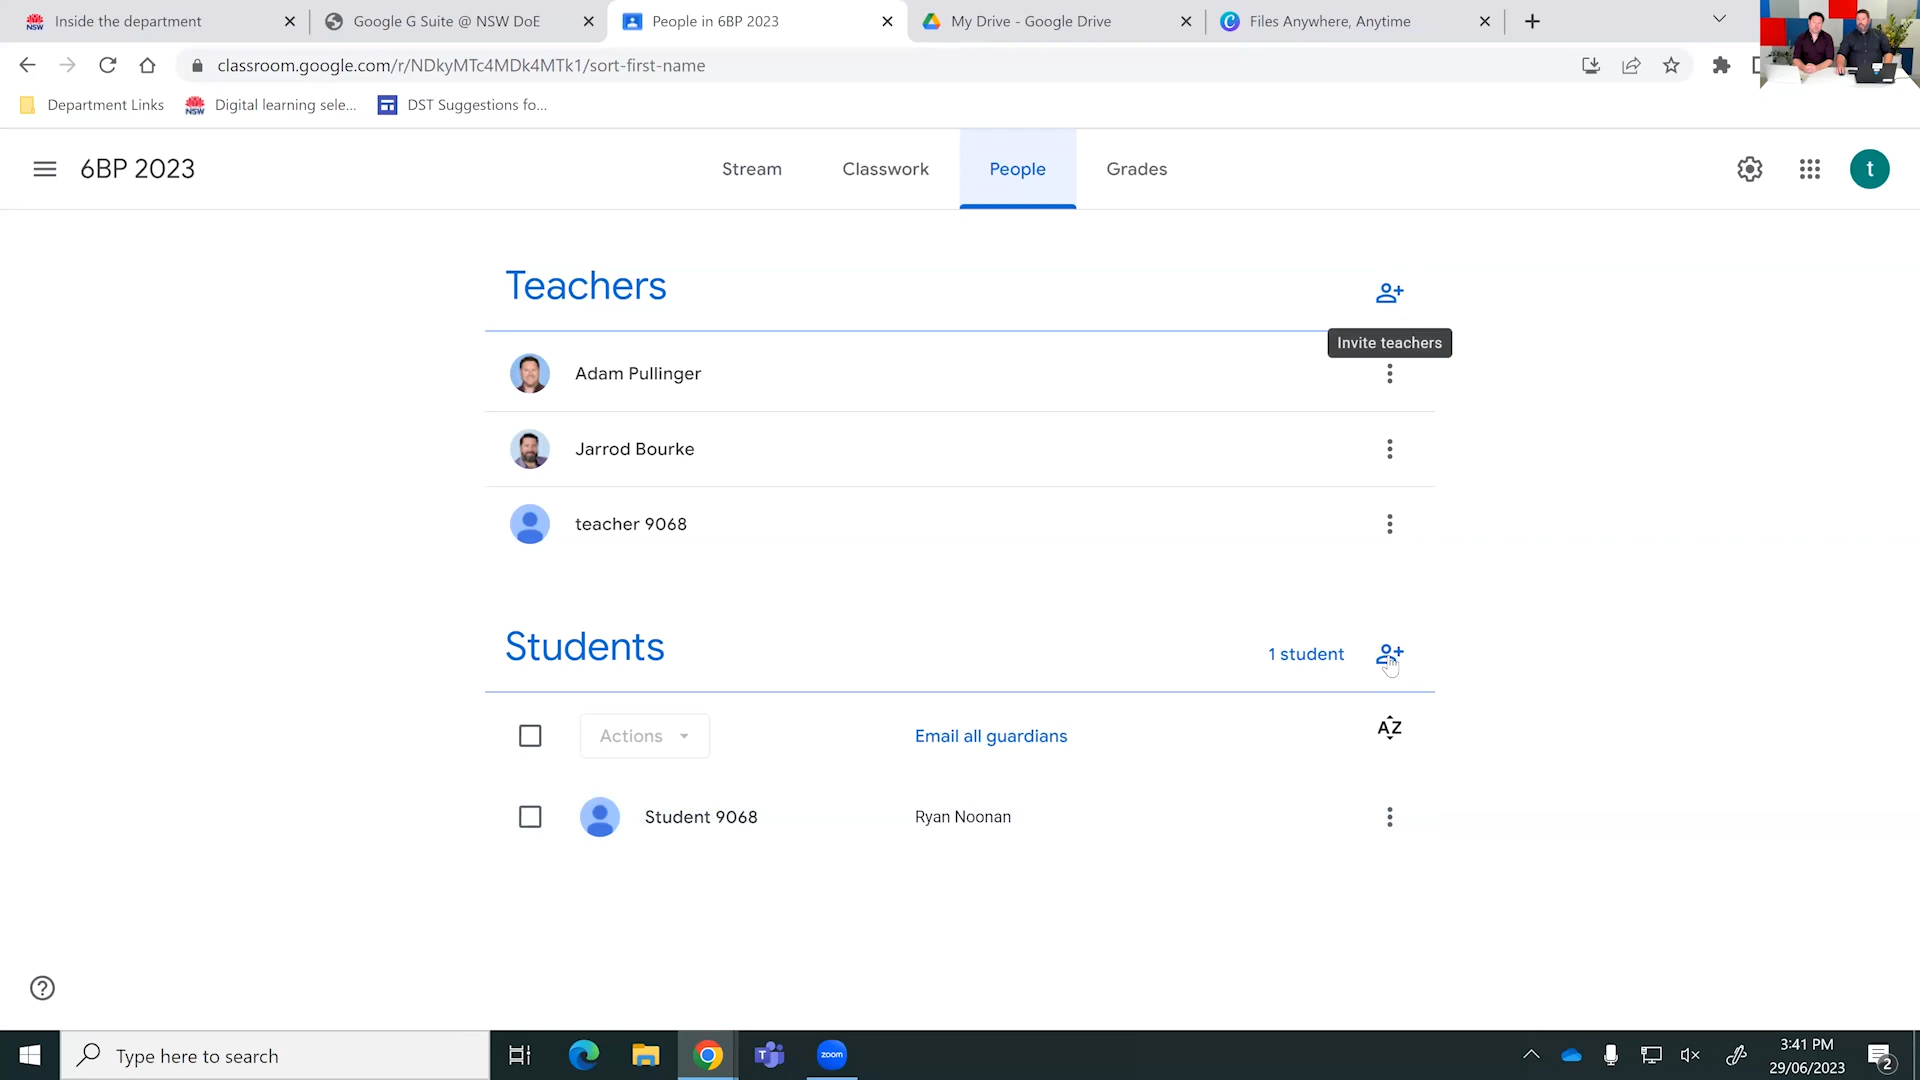 Inside the department
Google G Suite @ NSW DoE
People in 6BP 2023
My Drive - Google Drive
Files Anywhere, Anytime
classroom.google.com/r/NDkyMTc4MDk4MTk1/sort-first-name
Department Links
Digital learning sele...
DST Suggestions fo...
6BP 2023
Stream
Classwork
People
Grades
t
Teachers
Invite teachers
Adam Pullinger
Jarrod Bourke
teacher 9068
Students
1 student
Actions
Email all guardians
AZ
Student 9068
Ryan Noonan
Type here to search
zoom
3:41 PM
29/06/2023
2